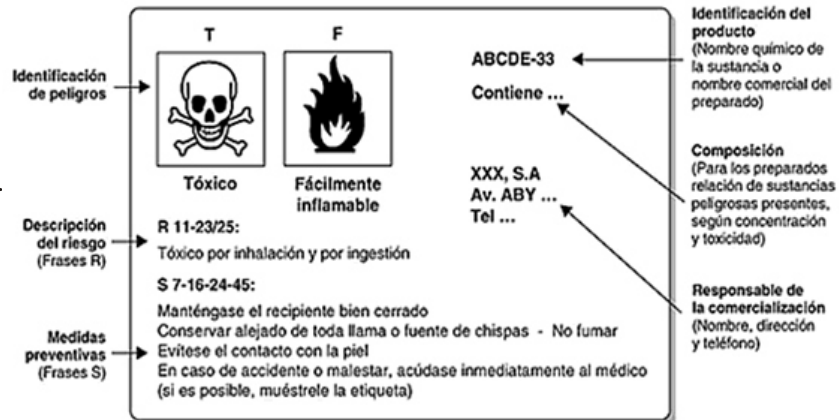 T
F
Tóxico
Fácilmente
inflamable
ABCDE-33
Contiene ...
XXX, S.A
Av. ABY ...
Tel ...
R 11-23/25:
Tóxico por inhalación y por ingestión
S 7-16-24-45:
Manténgase el recipiente bien cerrado
Conservar alejado de toda llama o fuente de chispas - No fumar
Evítese el contacto con la piel
En caso de accidente o malestar, acúdase inmediatamente al médico
(si es posible, muéstrele la etiqueta)
Identificación
de peligros
Descripción
del riesgo
(Frases R)
Medidas
preventivas
(Frases S)
Identificación del
producto
(Nombre químico de
la sustancia o
nombre comercial del
preparado)
Composición
(Para los preparados
relación de sustancias
peligrosas presentes,
según concentración
y toxicidad)
Responsable de
la comercialización
(Nombre, dirección
y teléfono)